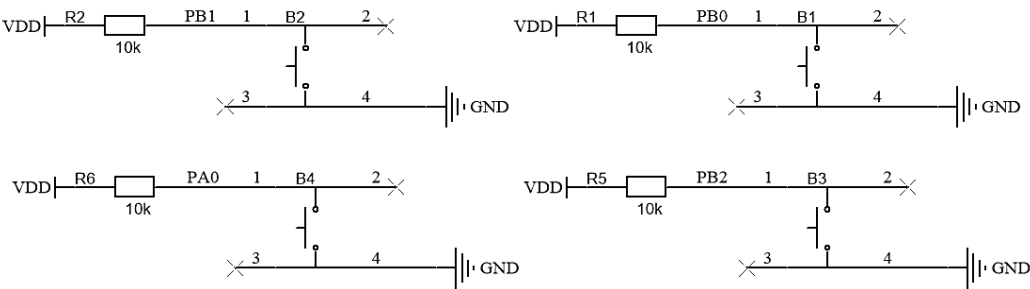 VDD R2 PB1 1 B2 2
10k
3 4 GND
VDD R1 PB0 1 B1 2
10k
3 4 GND
VDD R6 PA0 1 B4 2
10k
3 4 GND
VDD R5 PB2 1 B3 2
10k
3 4 GND